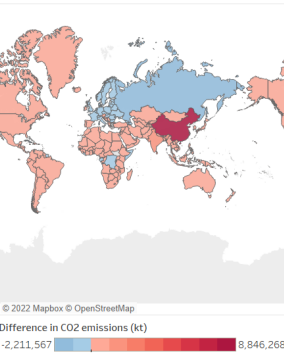 © 2022 Mapbox © OpenStreetMap
Difference in CO2 emissions (kt)
-2,211,567 8,846,268